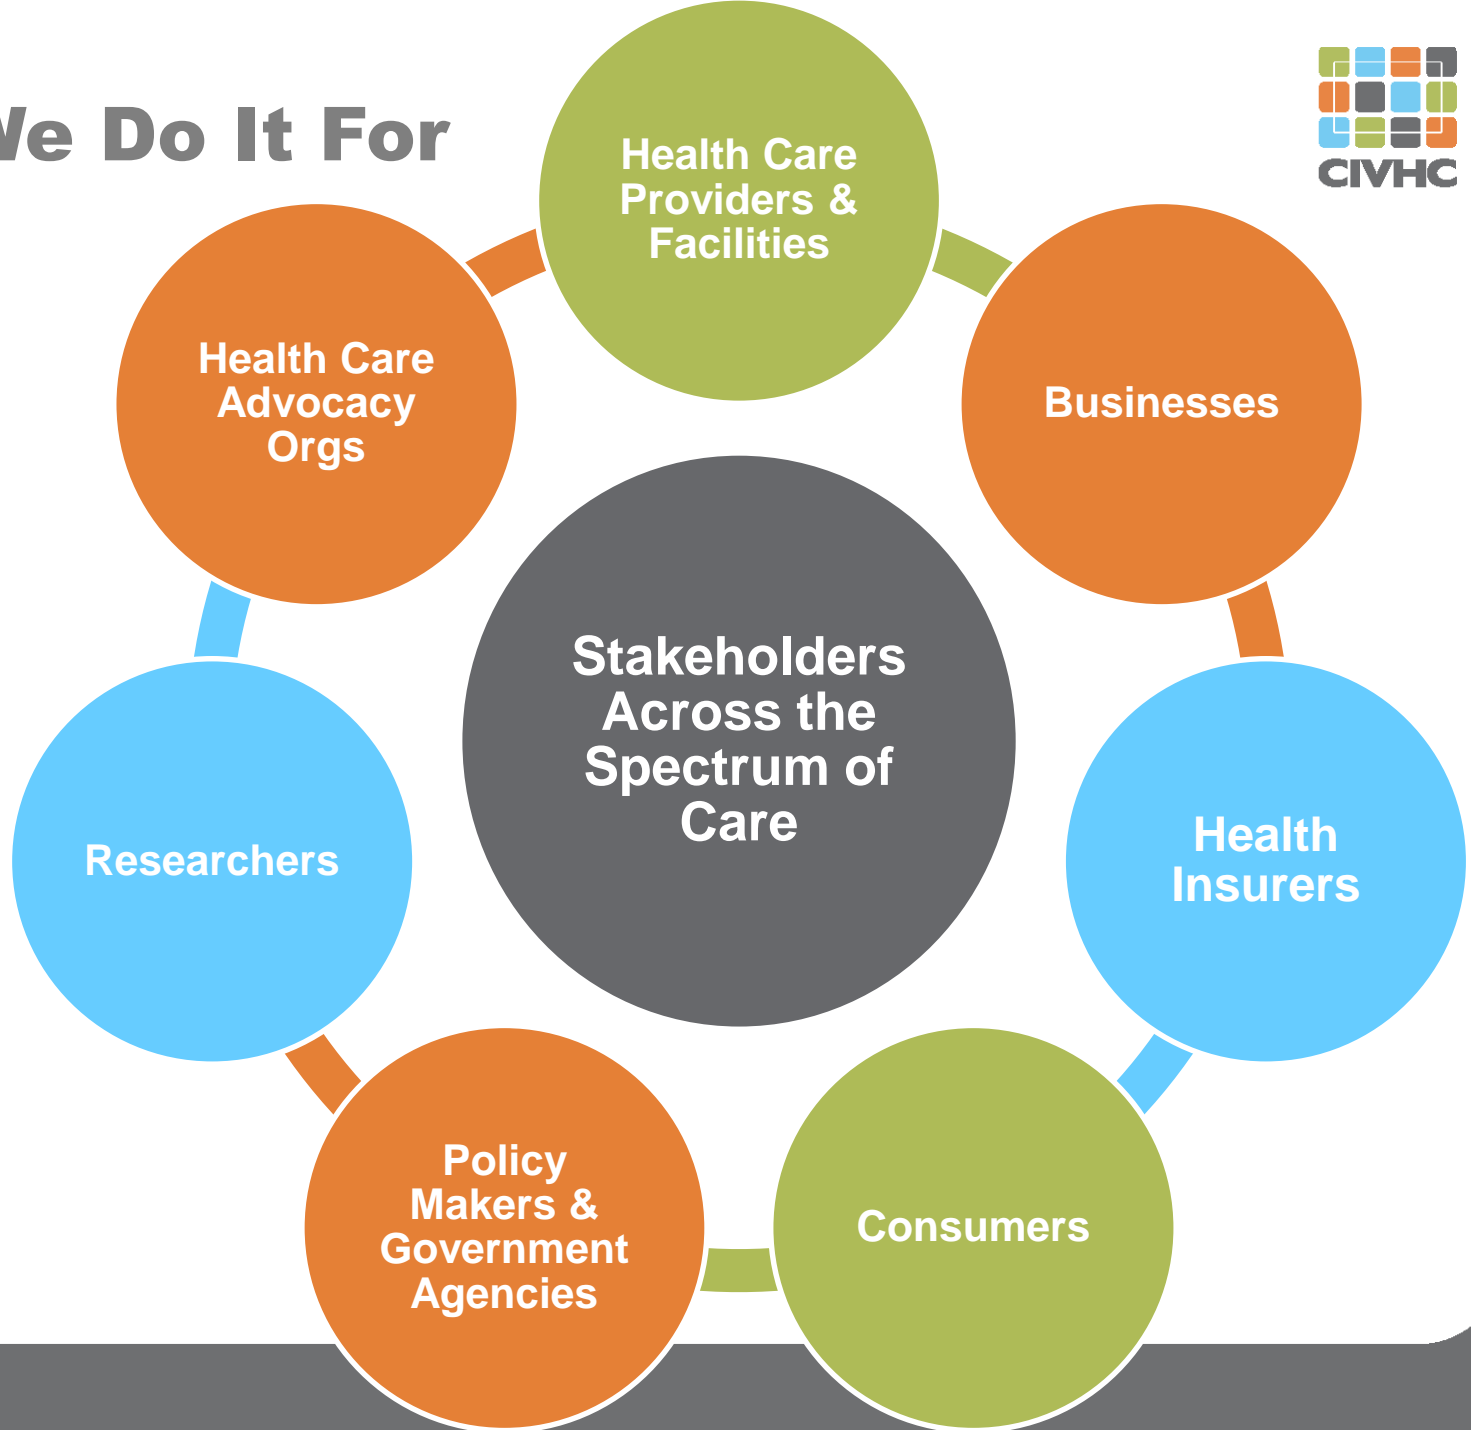 We Do It For
CIVHC
Health Care
Providers &
Facilities
Businesses
Health
Insurers
Consumers
Policy
Makers &
Government
Agencies
Researchers
Health Care
Advocacy
Orgs
Stakeholders
Across the
Spectrum of
Care